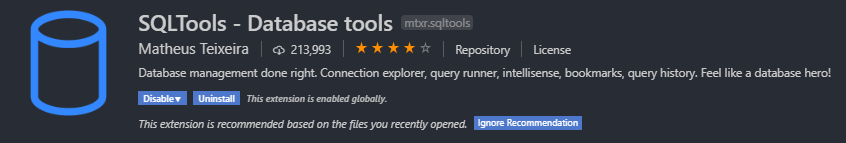 SQLTools - Database tools mtxr.sqltools
Matheus Teixeira 213,993 Repository License
Database management done right. Connection explorer, query runner, intellisense, bookmarks, query history. Feel like a database hero!
Disable Uninstall This extension is enabled globally.
This extension is recommended based on the files you recently opened. Ignore Recommendation